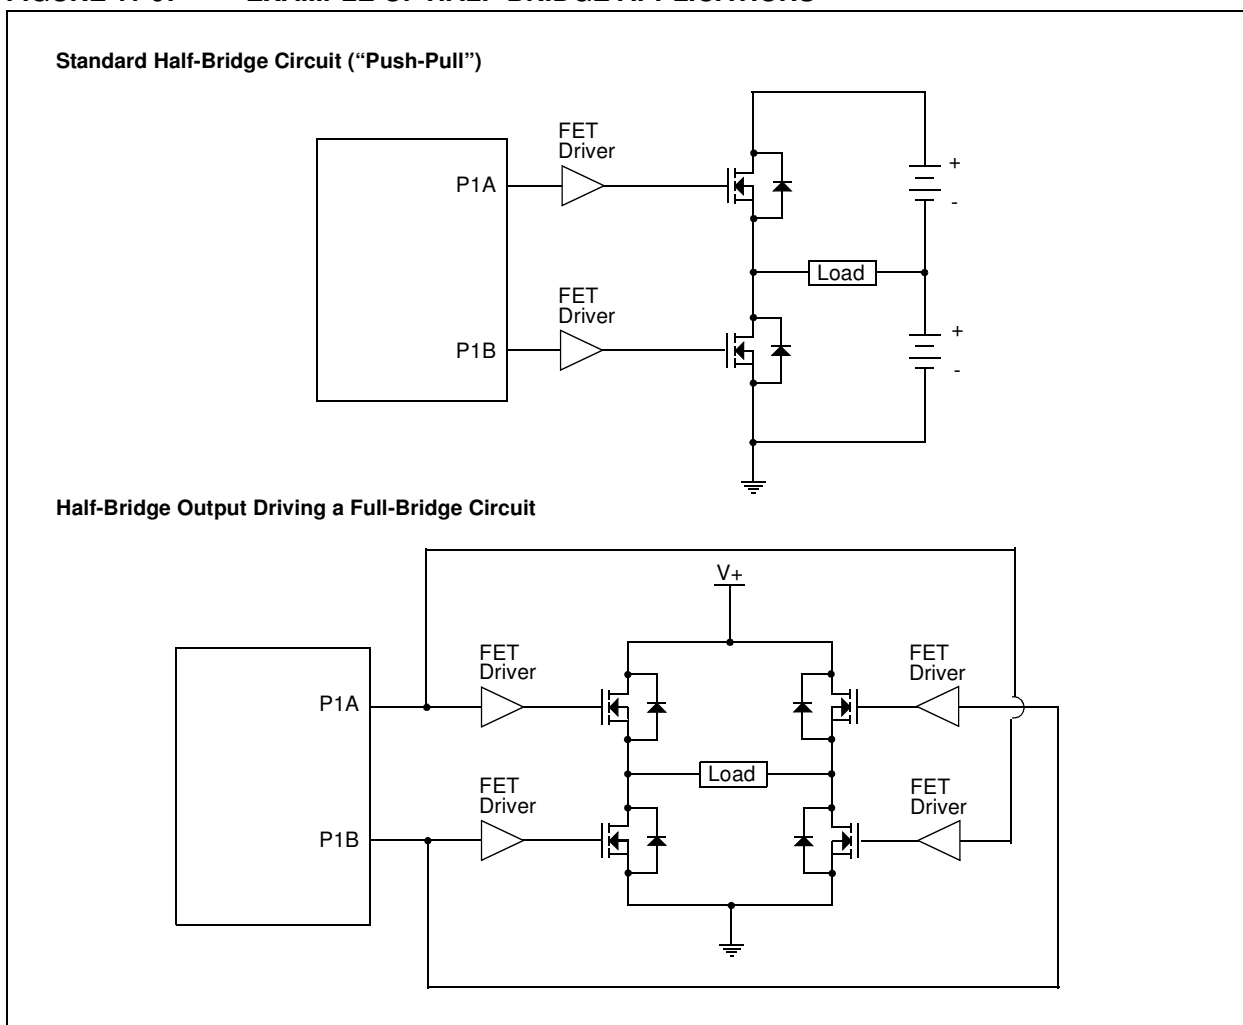 Standard Half-Bridge Circuit (“Push-Pull”)
FET
Driver
P1A
+
-
Load
FET
Driver
P1B
+
-
Half-Bridge Output Driving a Full-Bridge Circuit
V+
FET
Driver
FET
Driver
P1A
Load
FET
Driver
FET
Driver
P1B